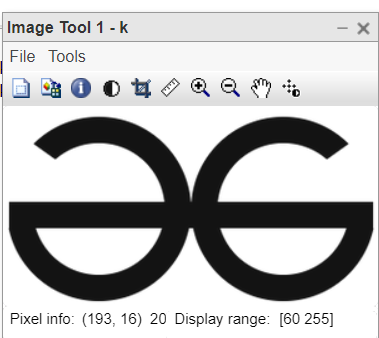 Image Tool 1 - k
File Tools
Pixel info: (193, 16) 20 Display range: [60 255]